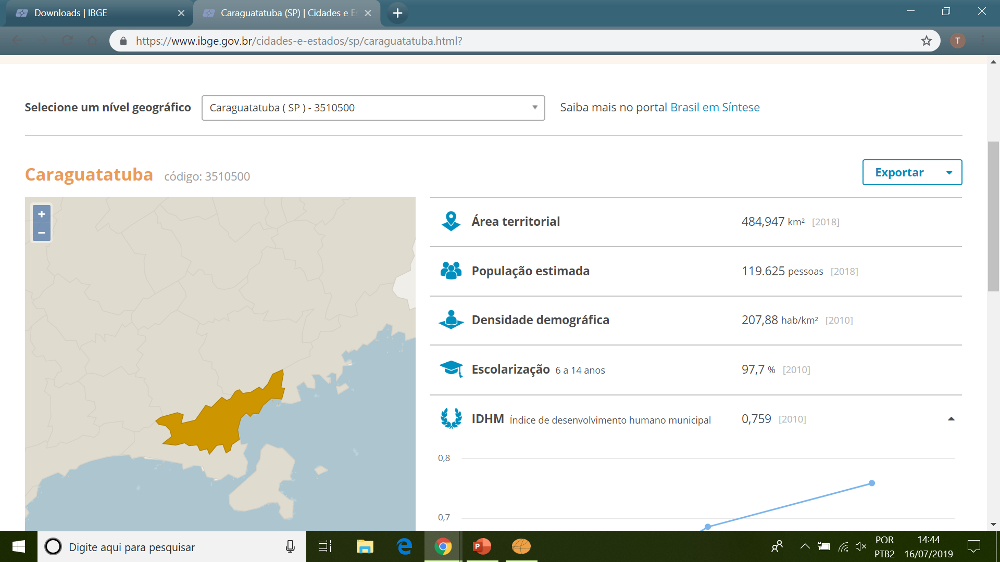 Downloads | IBGE
Caraguatatuba (SP) | Cidades e Es
https://www.ibge.gov.br/cidades-e-estados/sp/caraguatatuba.html?
T
Selecione um nível geográfico
Caraguatatuba ( SP ) - 3510500
Saiba mais no portal Brasil em Síntese
Caraguatatuba código: 3510500
Exportar
+
−
Área territorial 484,947 km² [2018]
População estimada 119.625 pessoas [2018]
Densidade demográfica 207,88 hab/km² [2010]
Escolarização 6 a 14 anos 97,7 % [2010]
IDHM Índice de desenvolvimento humano municipal 0,759 [2010]
0,8
0,7
Digite aqui para pesquisar
POR
PTB2
14:44
16/07/2019